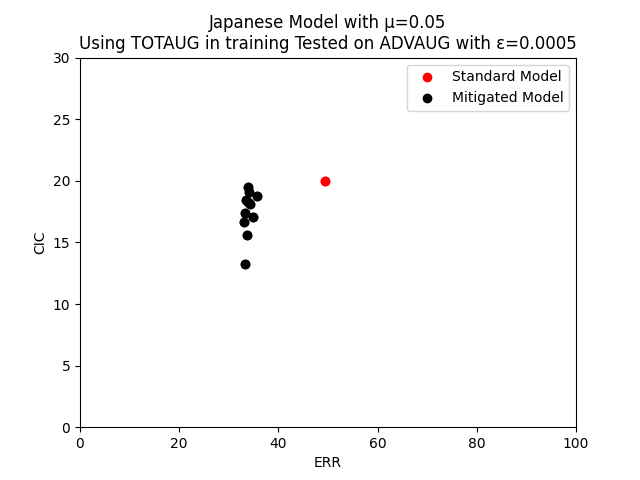 Japanese Model with μ=0.05
Using TOTAUG in training Tested on ADVAUG with ε=0.0005
Standard Model
Mitigated Model
30
25
20
15
10
5
0
CIC
0 20 40 60 80 100
ERR